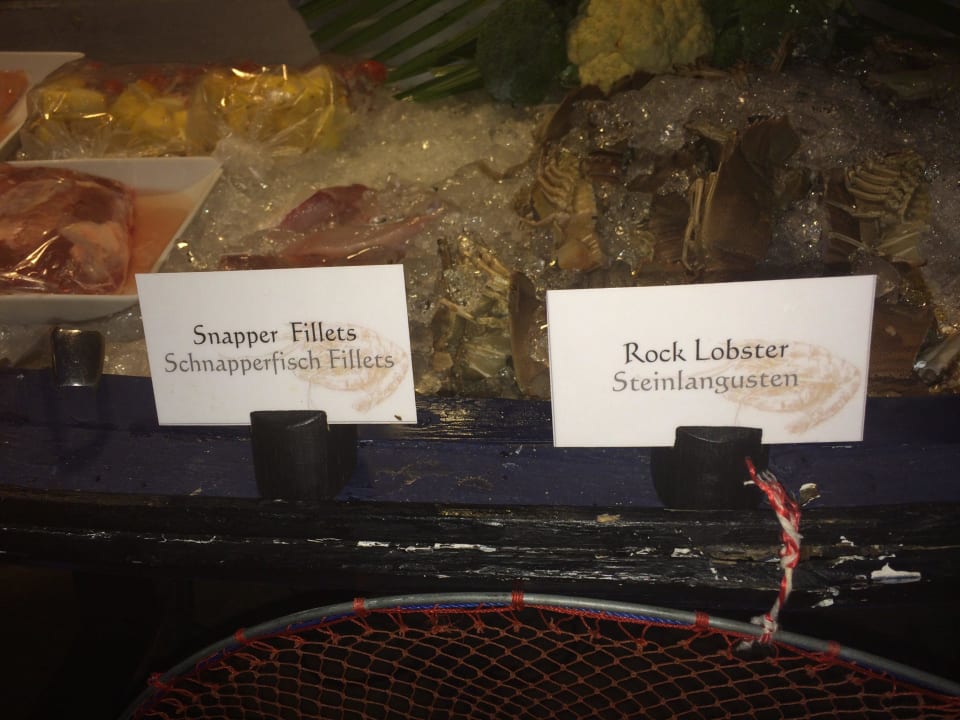 Snapper Fillets
Schnapperfisch Fillets
Rock Lobster
Steinlangusten